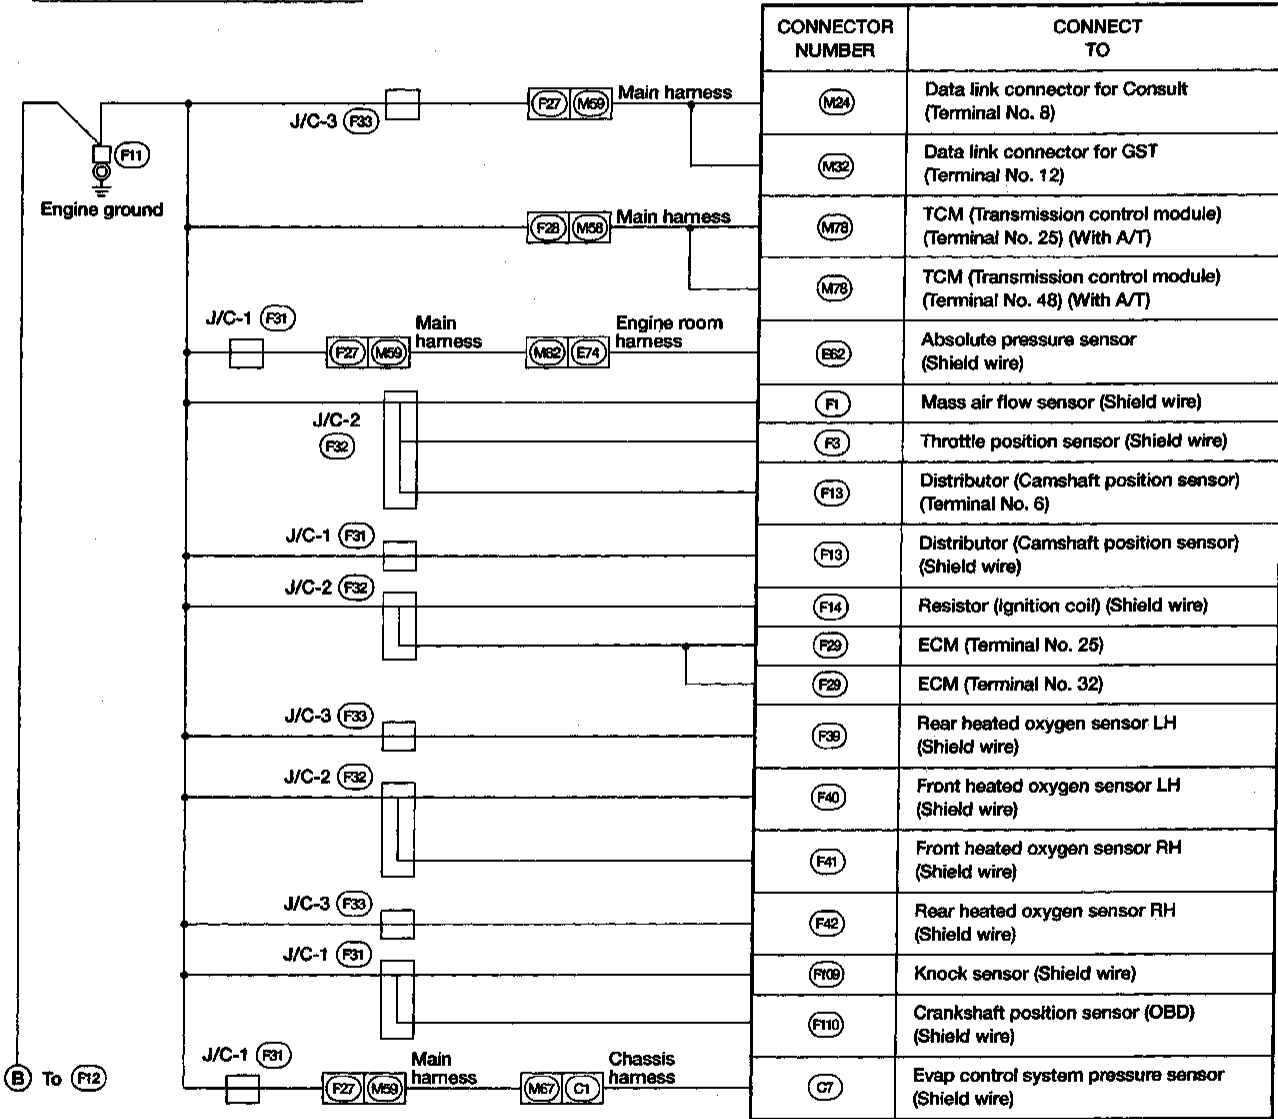 CONNECTOR
NUMBER
CONNECT
TO
J/C-3 F33
F27 M59
Main harness
M24
Data link connector for Consult
(Terminal No. 8)
F11
Engine ground
M32
Data link connector for GST
(Terminal No. 12)
F28 M58
Main harness
M78
TCM (Transmission control module)
(Terminal No. 25) (With A/T)
M78
TCM (Transmission control module)
(Terminal No. 48) (With A/T)
J/C-1 F31
F27 M59
Main
harness
M82 E74
Engine room
harness
E62
Absolute pressure sensor
(Shield wire)
F1
Mass air flow sensor (Shield wire)
J/C-2
F32
F3
Throttle position sensor (Shield wire)
F13
Distributor (Camshaft position sensor)
(Terminal No. 6)
J/C-1 F31
F13
Distributor (Camshaft position sensor)
(Shield wire)
J/C-2 F32
F14
Resistor (Ignition coil) (Shield wire)
F29
ECM (Terminal No. 25)
F29
ECM (Terminal No. 32)
J/C-3 F33
F39
Rear heated oxygen sensor LH
(Shield wire)
J/C-2 F32
F40
Front heated oxygen sensor LH
(Shield wire)
F41
Front heated oxygen sensor RH
(Shield wire)
J/C-3 F33
F42
Rear heated oxygen sensor RH
(Shield wire)
J/C-1 F31
F109
Knock sensor (Shield wire)
F110
Crankshaft position sensor (OBD)
(Shield wire)
B To F12
J/C-1 F31
F27 M59
Main
harness
M67 C1
Chassis
harness
C7
Evap control system pressure sensor
(Shield wire)